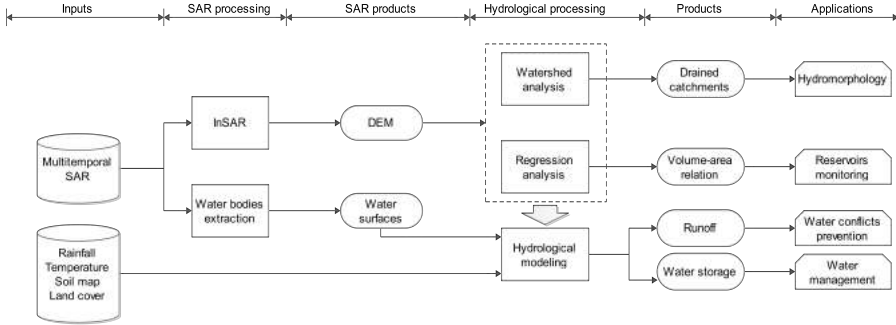 Inputs
SAR processing
SAR products
Hydrological processing
Products
Applications
Watershed
analysis
Drained
catchments
Hydromorphology
InSAR
DEM
Multitemporal
SAR
Regression
analysis
Volume-area
relation
Reservoirs
monitoring
Water bodies
extraction
Water
surfaces
Rainfall
Temperature
Soil map
Land cover
Hydrological
modeling
Runoff
Water conflicts
prevention
Water storage
Water
management